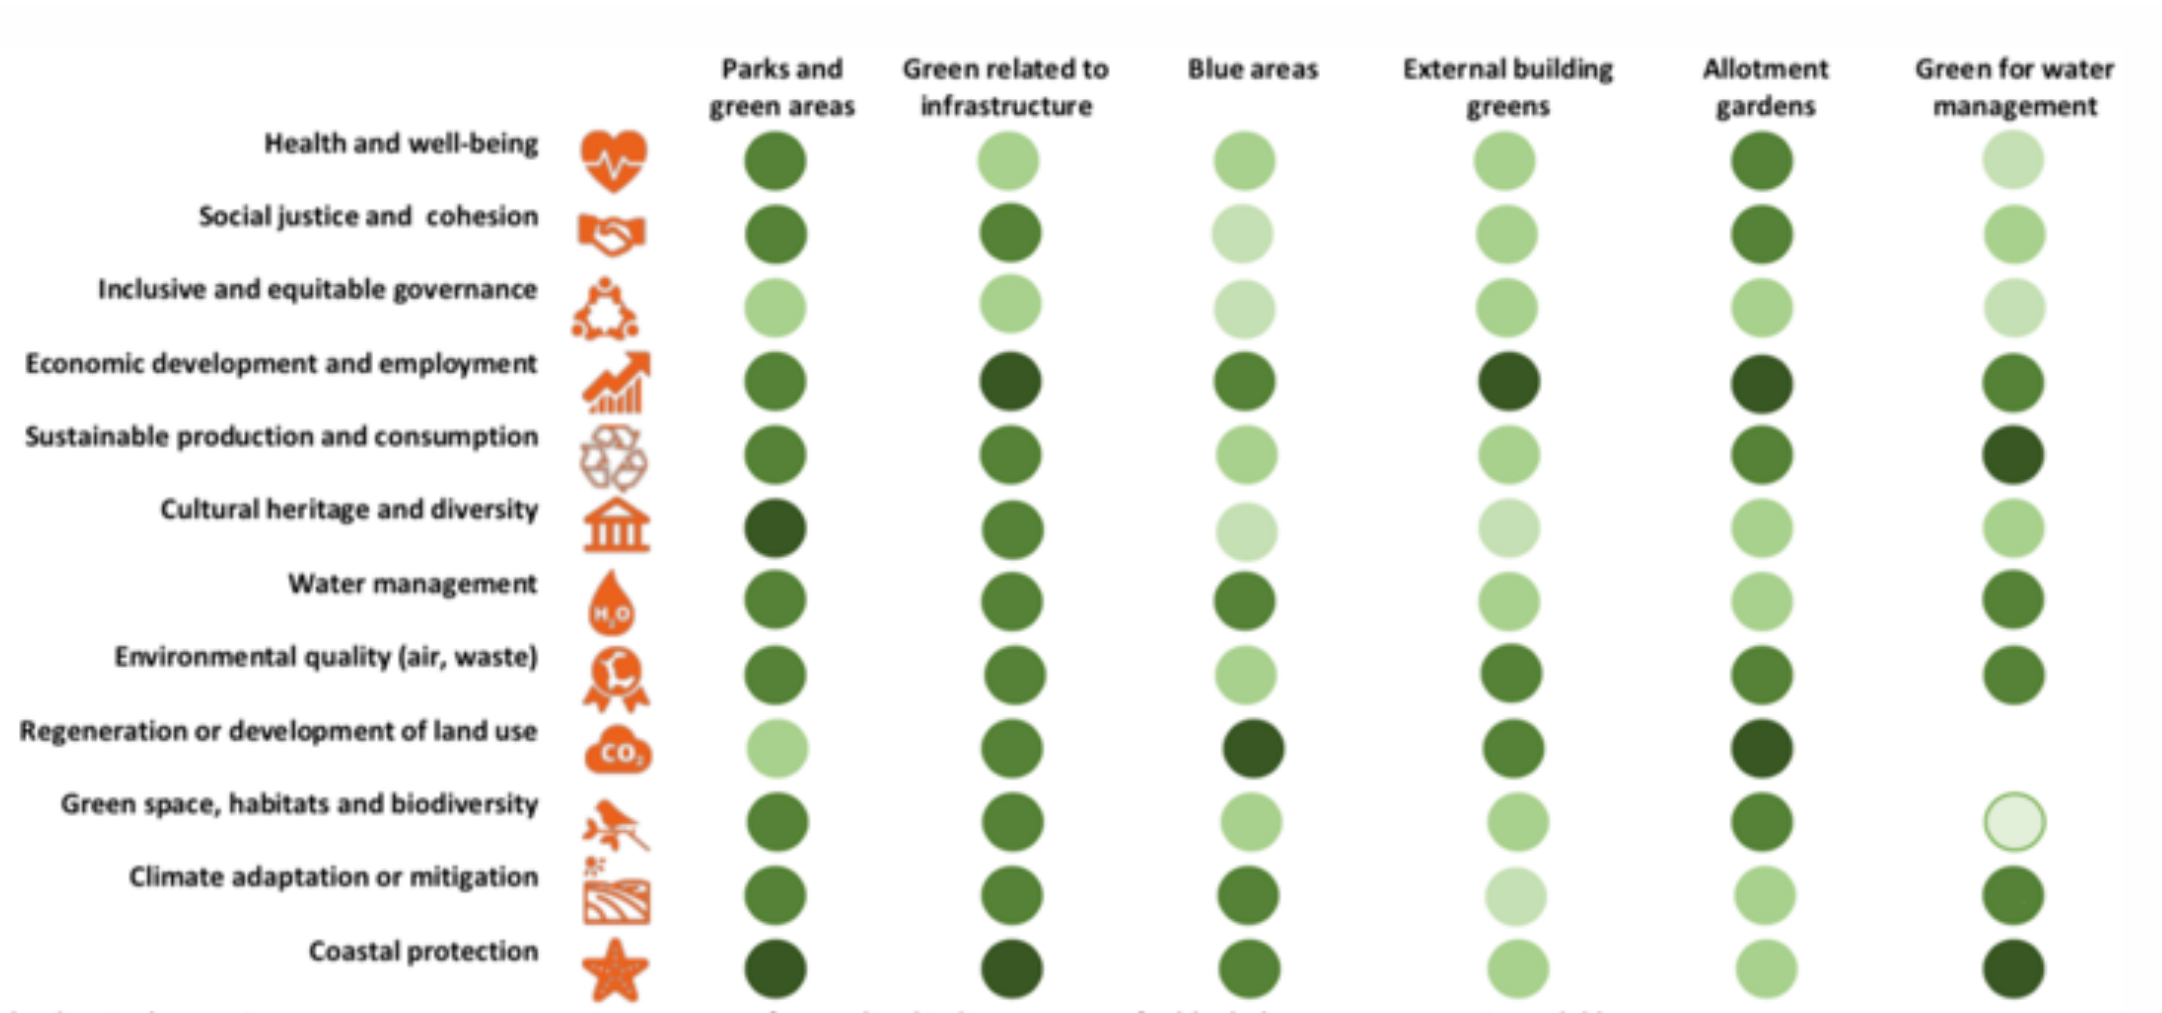 Parks and
green areas
Green related to
infrastructure
Blue areas
External building
greens
Allotment
gardens
Green for water
management
Health and well-being
Social justice and cohesion
Inclusive and equitable governance
Economic development and employment
Sustainable production and consumption
Cultural heritage and diversity
Water management
H2O
Environmental quality (air, waste)
Regeneration or development of land use
CO2
Green space, habitats and biodiversity
Climate adaptation or mitigation
Coastal protection